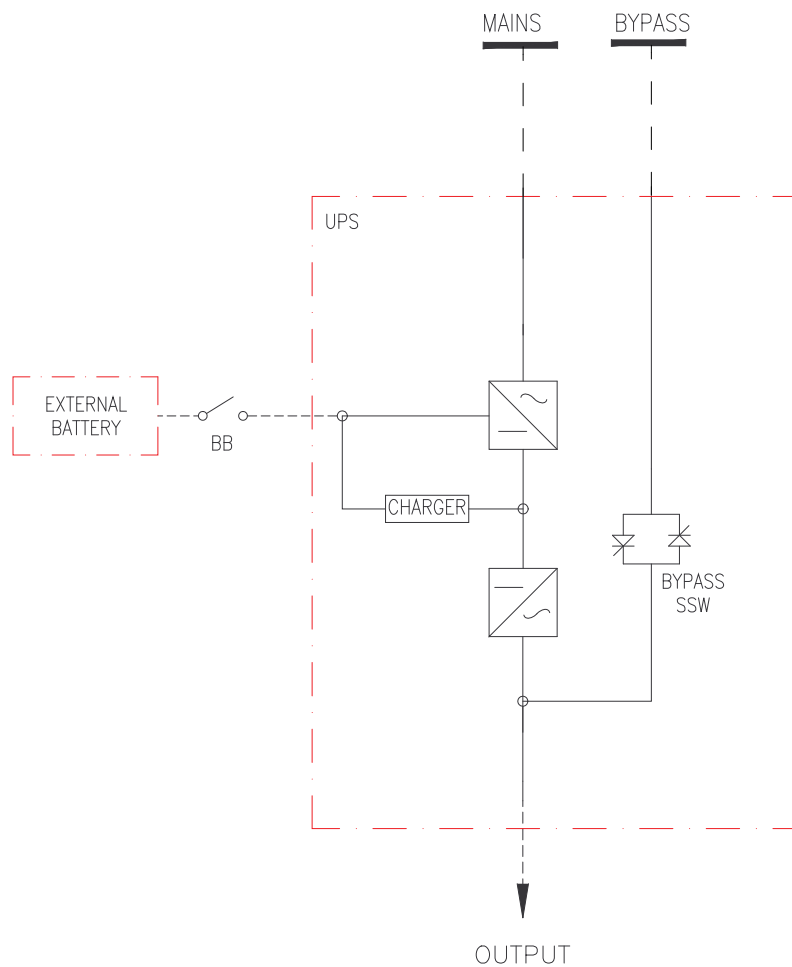 MAINS
BYPASS
UPS
EXTERNAL
BATTERY
BB
CHARGER
BYPASS
SSW
OUTPUT